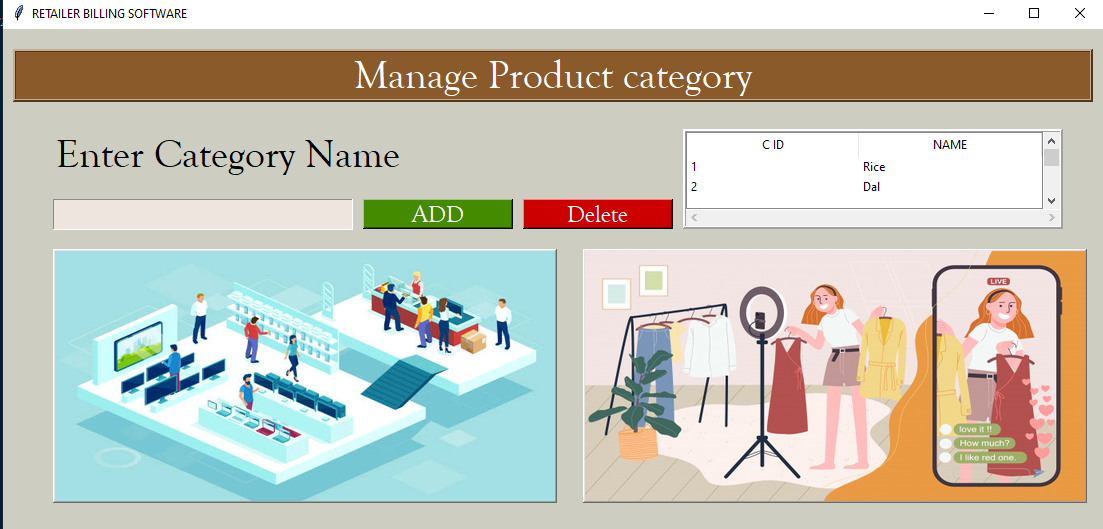 RETAILER BILLING SOFTWARE
Manage Product category
Enter Category Name
C ID NAME
1 Rice
2 Dal
ADD Delete
LIVE
love it !!
How much?
I like red one.